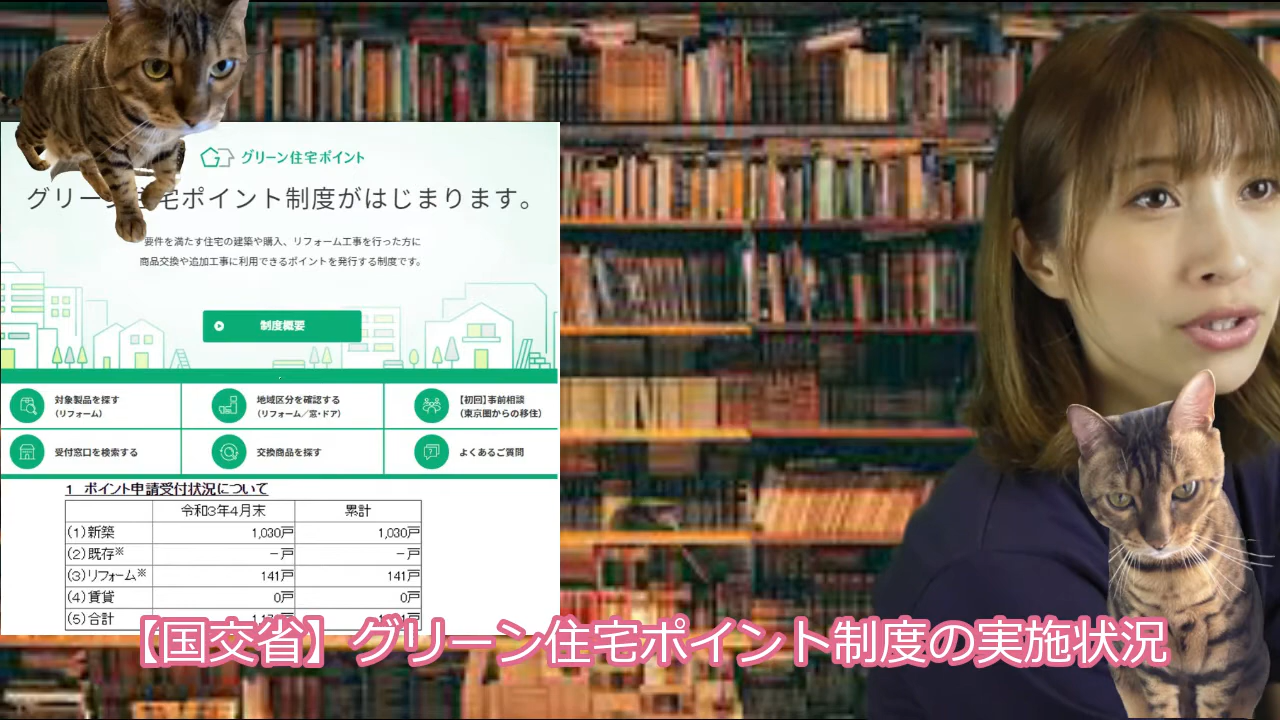 グリーン住宅ポイント
グリーン住宅ポイント制度がはじまります。
要件を満たす住宅の建築や購入、リフォーム工事を行った方に
商品交換や追加工事に利用できるポイントを発行する制度です。
制度概要
対象製品を探す
(リフォーム)
地域区分を確認する
(リフォーム/窓・ドア)
【初回】事前相談
(東京圏からの移住)
受付窓口を検索する
交換商品を探す
よくあるご質問
1 ポイント申請受付状況について
令和3年4月末 累計
(1)新築 1,030戸 1,030戸
(2)既存※ -戸 -戸
(3)リフォーム※ 141戸 141戸
(4)賃貸 0戸 0戸
(5)合計
【国交省】グリーン住宅ポイント制度の実施状況